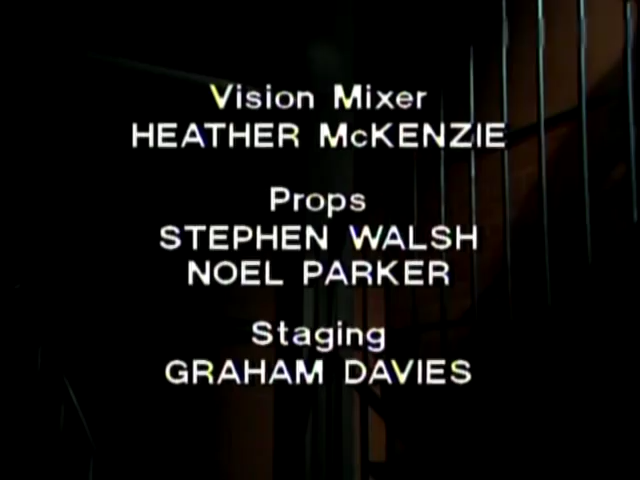 Vision Mixer
HEATHER McKENZIE
Props
STEPHEN WALSH
NOEL PARKER
Staging
GRAHAM DAVIES